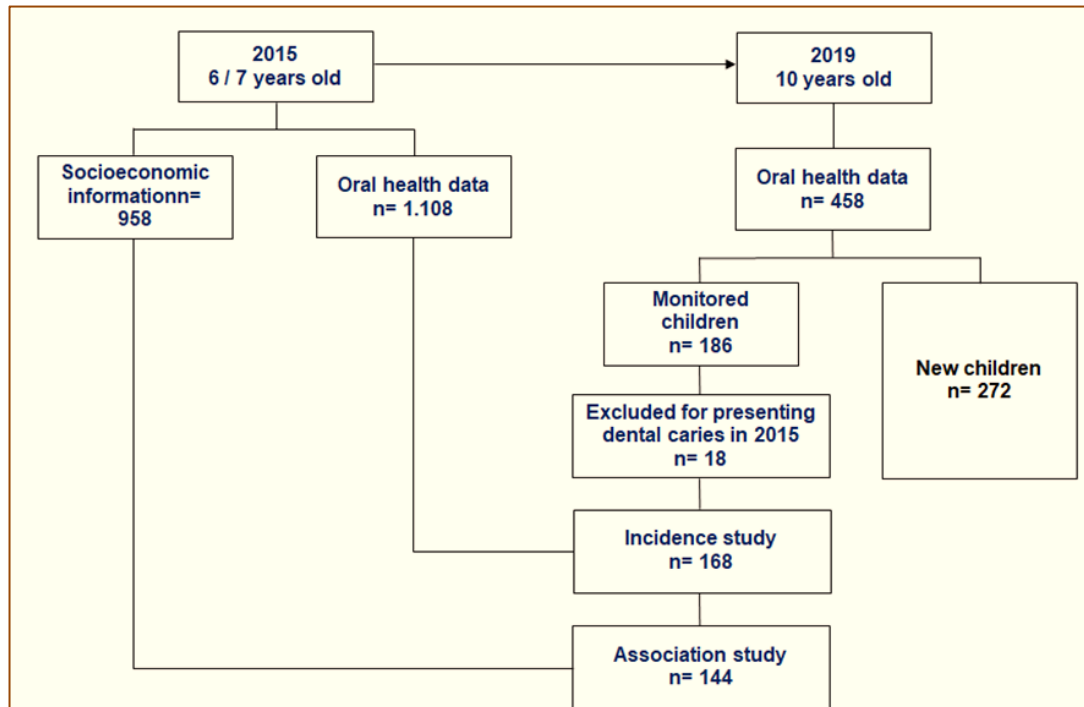 2015
6 / 7 years old
2019
10 years old
Socioeconomic
informationn=
958
Oral health data
n= 1.108
Oral health data
n= 458
Monitored
children
n= 186
New children
n= 272
Excluded for presenting
dental caries in 2015
n= 18
Incidence study
n= 168
Association study
n= 144